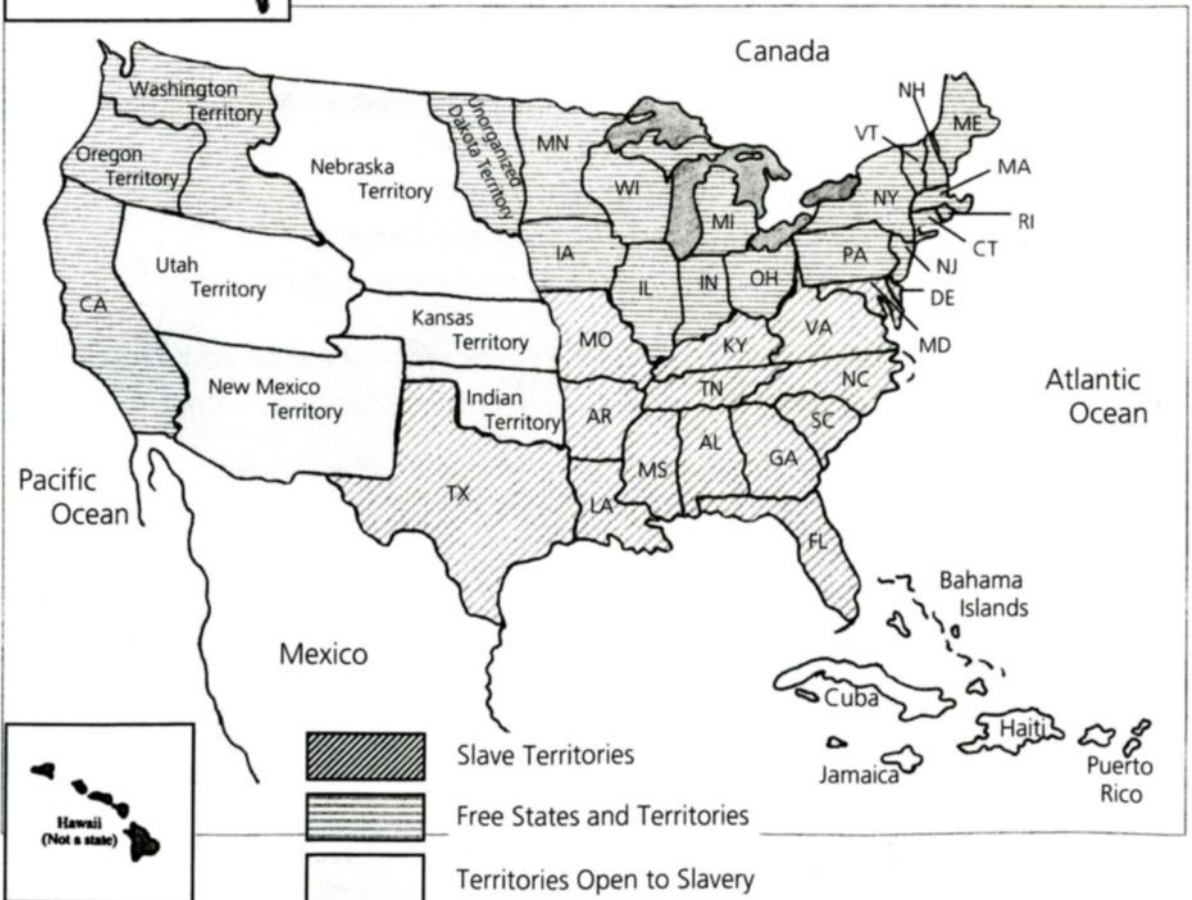 Canada
Washington
Territory
Oregon
Territory
Nebraska
Territory
Unorganized
Dakota Territory
MN
WI
MI
NH
VT
ME
MA
NY
RI
CT
NJ
PA
DE
MD
Utah
Territory
CA
IA
IL
IN
OH
Kansas
Territory
MO
KY
VA
New Mexico
Territory
Indian
Territory
AR
TN
NC
SC
Atlantic
Ocean
Pacific
Ocean
TX
LA
MS
AL
GA
FL
Bahama
Islands
Mexico
Cuba
Haiti
Jamaica
Puerto
Rico
Hawaii
(Not a state)
Slave Territories
Free States and Territories
Territories Open to Slavery